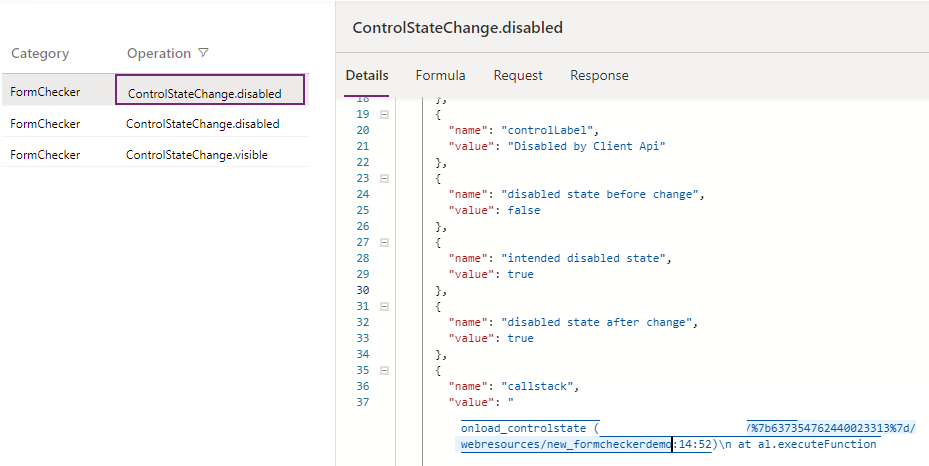 Category
Operation
FormChecker
ControlStateChange.disabled
FormChecker
ControlStateChange.disabled
FormChecker
ControlStateChange.visible
ControlStateChange.disabled
Details
Formula
Request
Response
18 },
19 {
20 "name": "controlLabel",
21 "value": "Disabled by Client Api"
22 },
23 {
24 "name": "disabled state before change",
25 "value": false
26 },
27 {
28 "name": "intended disabled state",
29 "value": true
30 },
31 {
32 "name": "disabled state after change",
33 "value": true
34 },
35 {
36 "name": "callstack",
37 "value": "
onload_controlstate ( /%7b637354762440023313%7d/
webresources/new_formcheckerdemo:14:52)\n at al.executeFunction